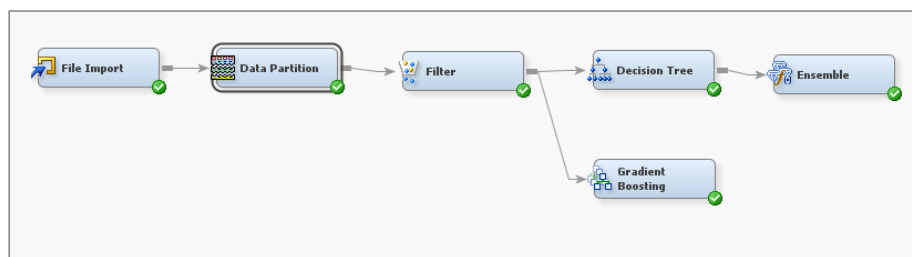 File Import
Data Partition
Filter
Decision Tree
Ensemble
Gradient
Boosting